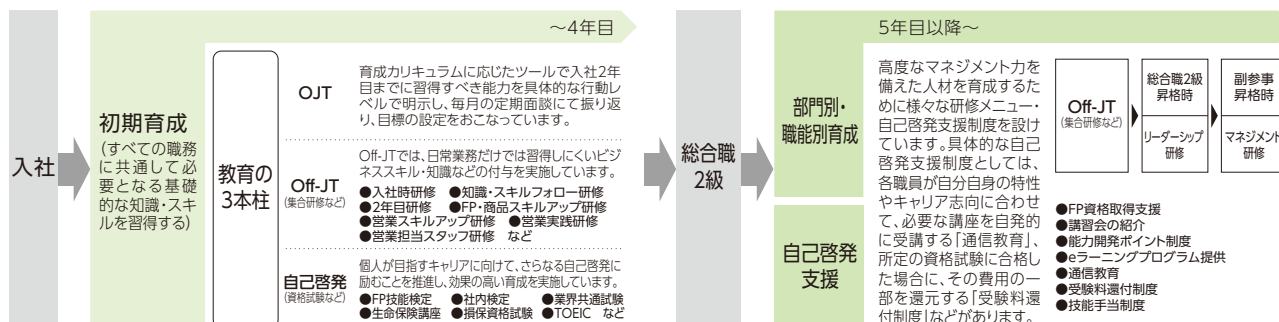 入社
初期育成
(すべての職務
に共通して必
要となる基礎
的な知識・スキ
ルを習得する)
～4年目
教育の
3本柱
OJT
育成カリキュラムに応じたツールで入社2年
目までに習得すべき能力を具体的な行動レ
ベルで明示し、毎月の定期面談にて振り返
り、目標の設定をおこなっています。
Off-JT
(集合研修など)
Off-JTでは、日常業務だけでは習得しにくいビジ
ネススキル・知識などの付与を実施しています。
●入社時研修 ●知識・スキルフォロー研修
●2年目研修 ●FP・商品スキルアップ研修
●営業スキルアップ研修 ●営業実践研修
●営業担当スタッフ研修 など
自己啓発
(資格試験など)
個人が目指すキャリアに向けて、さらなる自己啓発に
励むことを推進し、効果の高い育成を実施しています。
●FP技能検定 ●社内検定 ●業界共通試験
●生命保険講座 ●損保資格試験 ●TOEIC など
総合職
2級
5年目以降～
部門別・
職能別育成
自己啓発
支援
高度なマネジメント力を
備えた人材を育成するた
めに様々な研修メニュー・
自己啓発支援制度を設け
ています。具体的な自己
啓発支援制度としては、
各職員が自分自身の特性
やキャリア志向に合わせ
て、必要な講座を自発的
に受講する「通信教育」、
所定の資格試験に合格し
た場合に、その費用の一
部を還元する「受験料還
付制度」などがあります。
Off-JT
(集合研修など)
総合職2級
昇格時
リーダーシップ
研修
副参事
昇格時
マネジメント
研修
●FP資格取得支援
●講習会の紹介
●能力開発ポイント制度
●eラーニングプログラム提供
●通信教育
●受験料還付制度
●技能手当制度